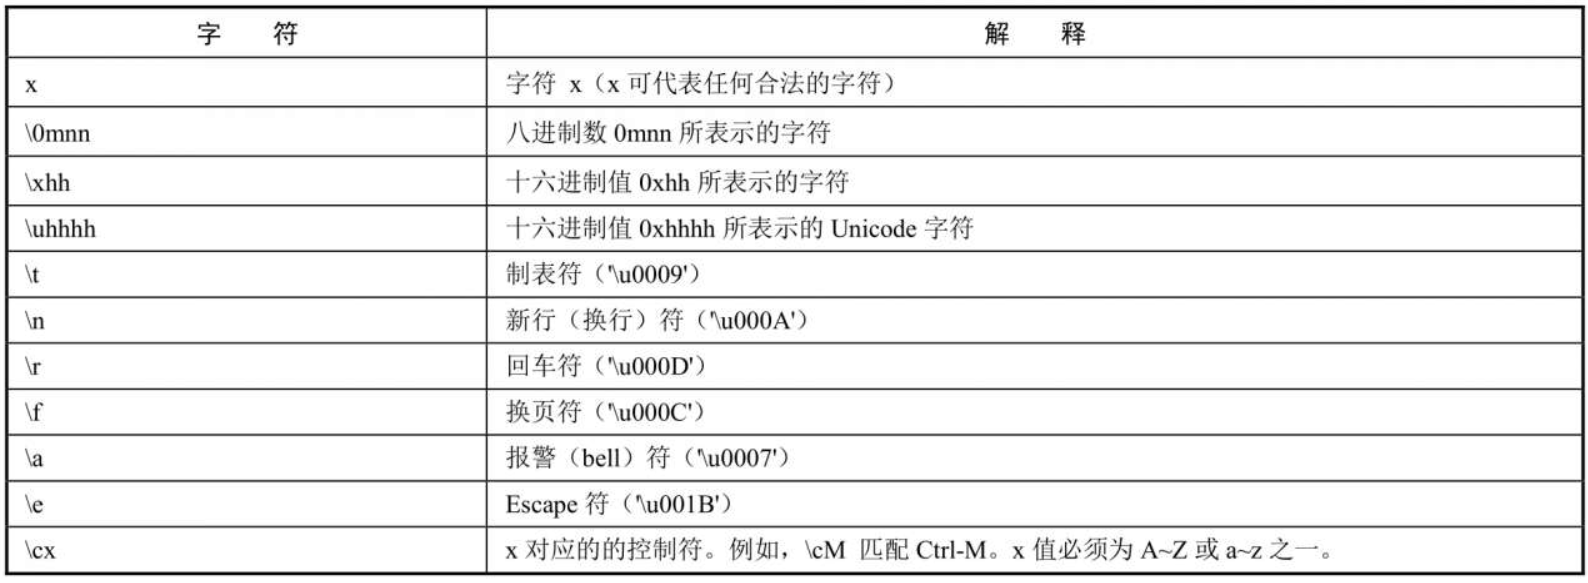 字 符 解 释
x 字符 x（x 可代表任何合法的字符）
\0mnn 八进制数 0mnn 所表示的字符
\xhh 十六进制值 0xhh 所表示的字符
\uhhhh 十六进制值 0xhhhh 所表示的 Unicode 字符
\t 制表符（'\u0009'）
\n 新行（换行）符（'\u000A'）
\r 回车符（'\u000D'）
\f 换页符（'\u000C'）
\a 报警（bell）符（'\u0007'）
\e Escape 符（'\u001B'）
\cx x 对应的的控制符。例如，\cM 匹配 Ctrl-M。x 值必须为 A~Z 或 a~z 之一。